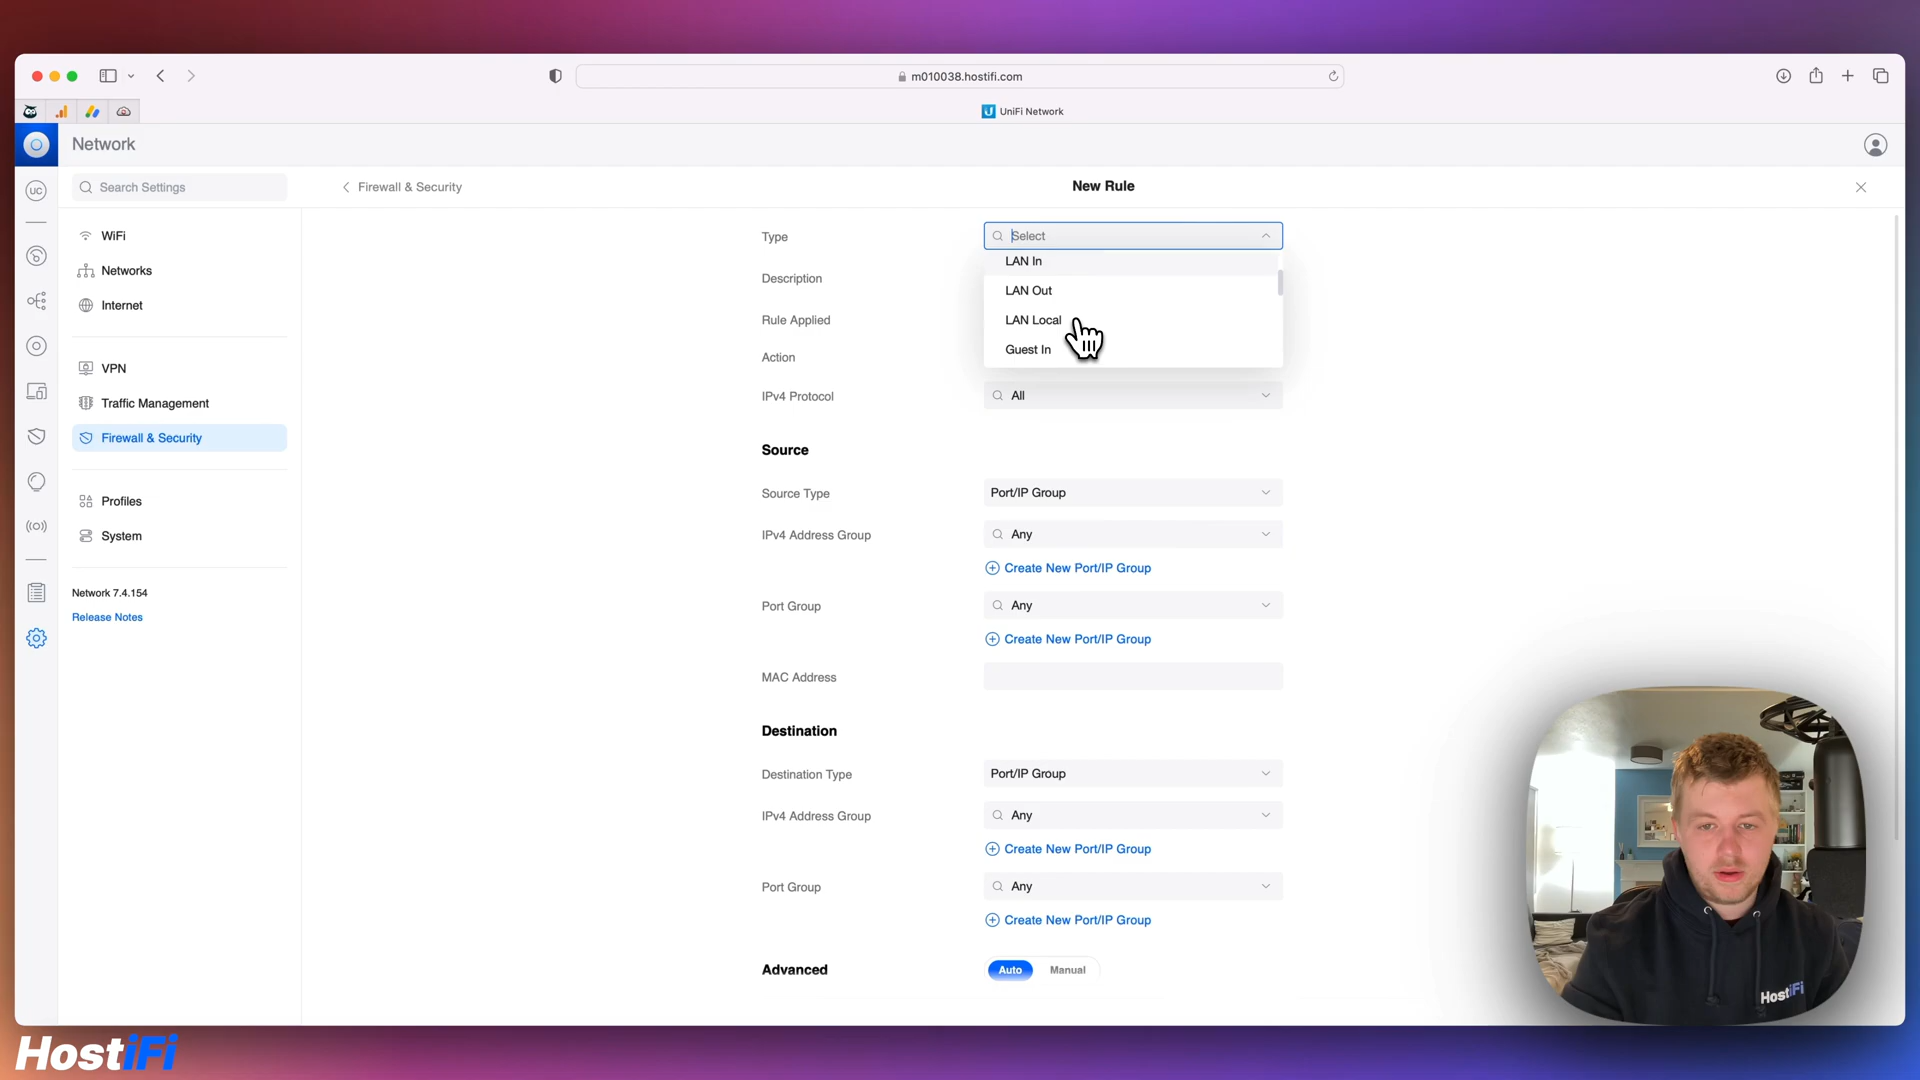 m010038.hostifi.com
UniFi Network
Network
UC
Search Settings
Firewall & Security
New Rule
WiFi
Networks
Internet
VPN
Traffic Management
Firewall & Security
Profiles
System
Network 7.4.154
Release Notes
Type
Select
LAN In
LAN Out
LAN Local
Guest In
Description
Rule Applied
Action
IPv4 Protocol
All
Source
Source Type
Port/IP Group
IPv4 Address Group
Any
Create New Port/IP Group
Port Group
Any
Create New Port/IP Group
MAC Address
Destination
Destination Type
Port/IP Group
IPv4 Address Group
Any
Create New Port/IP Group
Port Group
Any
Create New Port/IP Group
Advanced
Auto
Manual
HostiFi
HostiFi